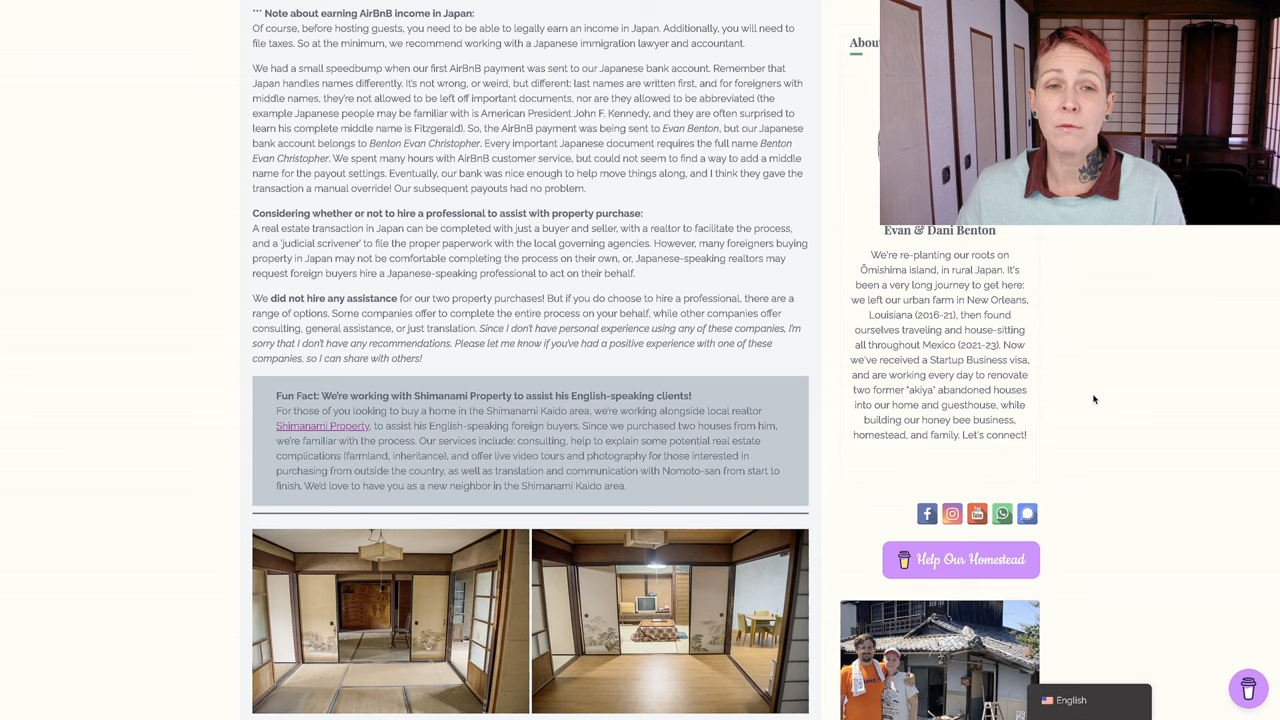 *** Note about earning AirBnB income in Japan:
Of course, before hosting guests, you need to be able to legally earn an income in Japan. Additionally, you will need to
file taxes. So at the minimum, we recommend working with a Japanese immigration lawyer and accountant.
We had a small speedbump when our first AirBnB payment was sent to our Japanese bank account. Remember that
Japan handles names differently. It's not wrong, or weird, but different: last names are written first, and for foreigners with
middle names, they're not allowed to be left off important documents, nor are they allowed to be abbreviated (the
example Japanese people may be familiar with is American President John F. Kennedy, and they are often surprised to
learn his complete middle name is Fitzgerald). So, the AirBnB payment was being sent to Evan Benton, but our Japanese
bank account belongs to Benton Evan Christopher. Every important Japanese document requires the full name Benton
Evan Christopher. We spent many hours with AirBnB customer service, but could not seem to find a way to add a middle
name for the payout settings. Eventually, our bank was nice enough to help move things along, and I think they gave the
transaction a manual override! Our subsequent payouts had no problem.
Considering whether or not to hire a professional to assist with property purchase:
A real estate transaction in Japan can be completed with just a buyer and seller, with a realtor to facilitate the process,
and a 'judicial scrivener' to file the proper paperwork with the local governing agencies. However, many foreigners buying
property in Japan may not be comfortable completing the process on their own, or, Japanese-speaking realtors may
request foreign buyers hire a Japanese-speaking professional to act on their behalf.
We did not hire any assistance for our two property purchases! But if you do choose to hire a professional, there are a
range of options. Some companies offer to complete the entire process on your behalf, while other companies offer
consulting, general assistance, or just translation. Since I don't have personal experience using any of these companies, I'm
sorry that I don't have any recommendations. Please let me know if you've had a positive experience with one of these
companies, so I can share with others!
Fun Fact: We're working with Shimanami Property to assist his English-speaking clients!
For those of you looking to buy a home in the Shimanami Kaido area, we're working alongside local realtor
Shimanami Property, to assist his English-speaking foreign buyers. Since we purchased two houses from him,
we're familiar with the process. Our services include: consulting, help to explain some potential real estate
complications (farmland, inheritance), and offer live video tours and photography for those interested in
purchasing from outside the country, as well as translation and communication with Nomoto-san from start to
finish. We'd love to have you as a new neighbor in the Shimanami Kaido area.
Abou
Evan & Dani Benton
We're re-planting our roots on
Ōmishima island, in rural Japan. It's
been a very long journey to get here:
we left our urban farm in New Orleans,
Louisiana (2016-21), then found
ourselves traveling and house-sitting
all throughout Mexico (2021-23). Now
we've received a Startup Business visa,
and are working every day to renovate
two former "akiya" abandoned houses
into our home and guesthouse, while
building our honey bee business,
homestead, and family. Let's connect!
Help Our Homestead
English